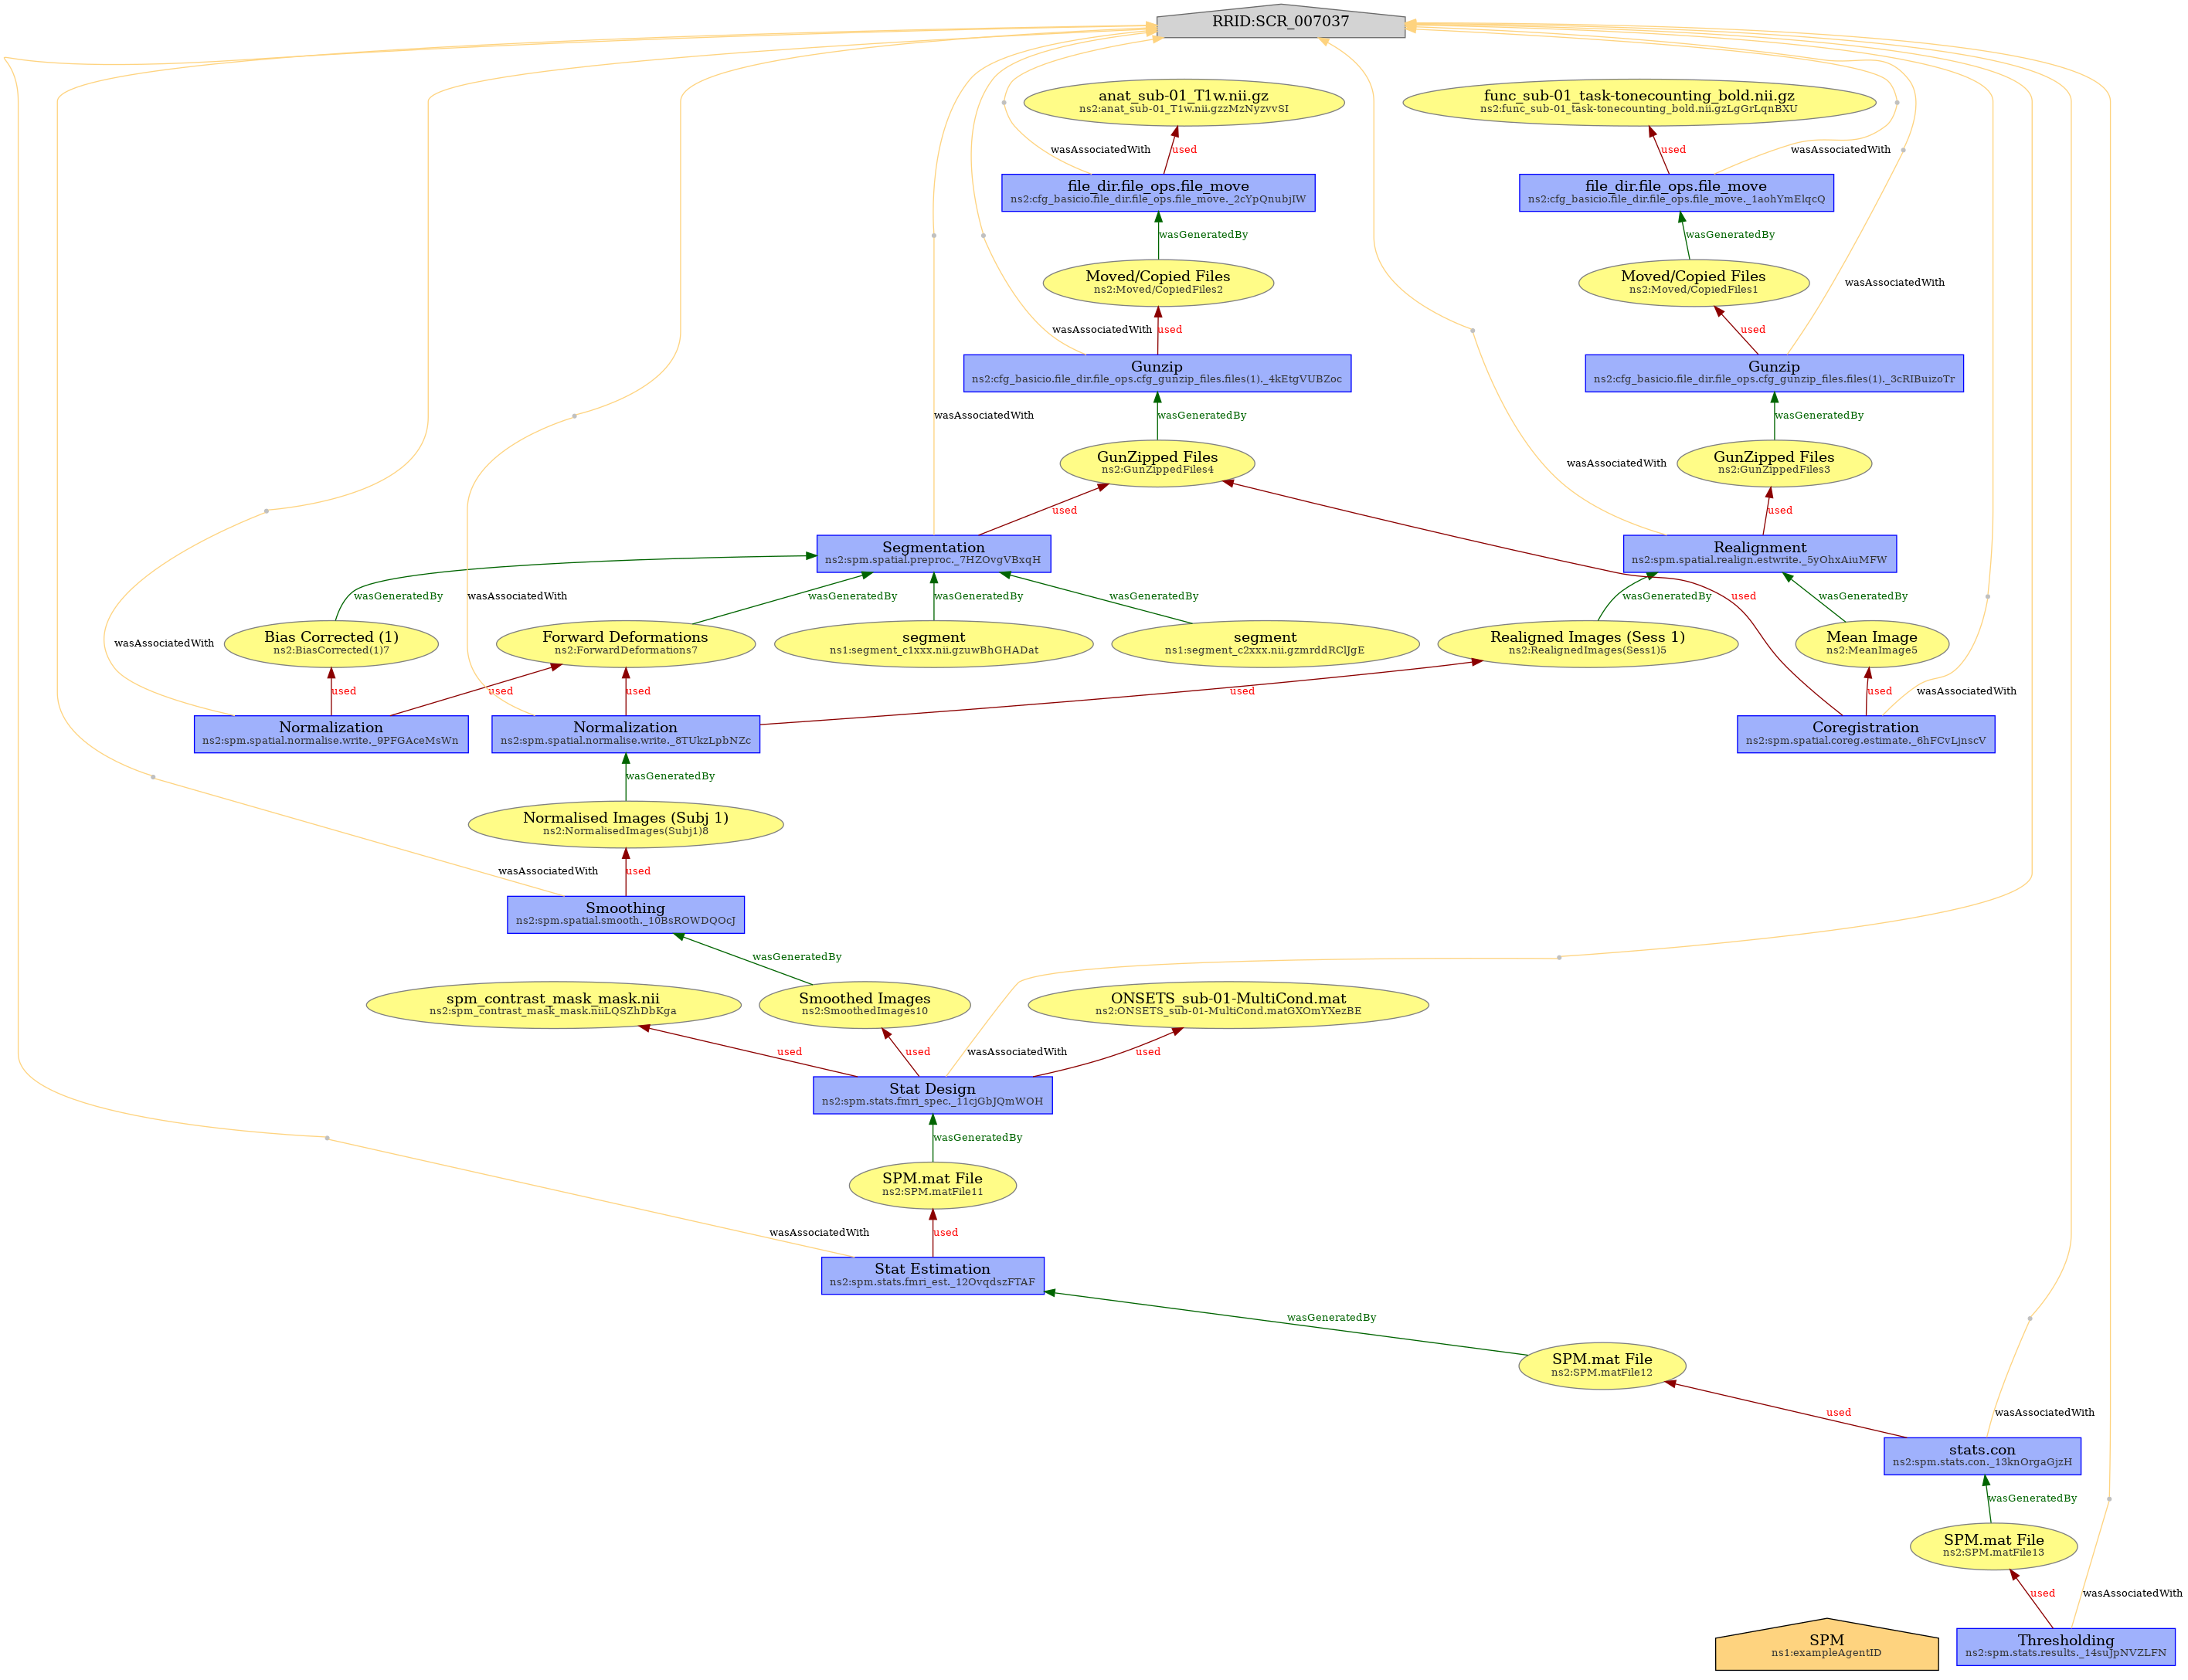 RRID:SCR_007037
anat_sub-01_T1w.nii.gz
ns2:anat_sub-01_T1w.nii.gzzMzNyzvvSI
func_sub-01_task-tonecounting_bold.nii.gz
ns2:func_sub-01_task-tonecounting_bold.nii.gzLgGrLqnBXU
wasAssociatedWith
used
used
wasAssociatedWith
file_dir.file_ops.file_move
ns2:cfg_basicio.file_dir.file_ops.file_move._2cYpQnubjIW
file_dir.file_ops.file_move
ns2:cfg_basicio.file_dir.file_ops.file_move._1aohYmElqcQ
wasGeneratedBy
wasGeneratedBy
Moved/Copied Files
ns2:Moved/CopiedFiles2
Moved/Copied Files
ns2:Moved/CopiedFiles1
wasAssociatedWith
wasAssociatedWith
used
used
Gunzip
ns2:cfg_basicio.file_dir.file_ops.cfg_gunzip_files.files(1)._4kEtgVUBZoc
Gunzip
ns2:cfg_basicio.file_dir.file_ops.cfg_gunzip_files.files(1)._3cRIBuizoTr
wasAssociatedWith
wasGeneratedBy
wasGeneratedBy
GunZipped Files
ns2:GunZippedFiles4
wasAssociatedWith
GunZipped Files
ns2:GunZippedFiles3
used
used
Segmentation
ns2:spm.spatial.preproc._7HZOvgVBxqH
Realignment
ns2:spm.spatial.realign.estwrite._5yOhxAiuMFW
wasGeneratedBy
wasAssociatedWith
wasGeneratedBy
wasGeneratedBy
wasGeneratedBy
wasGeneratedBy
used
wasGeneratedBy
wasAssociatedWith
Bias Corrected (1)
ns2:BiasCorrected(1)7
Forward Deformations
ns2:ForwardDeformations7
segment
ns1:segment_c1xxx.nii.gzuwBhGHADat
segment
ns1:segment_c2xxx.nii.gzmrddRClJgE
Realigned Images (Sess 1)
ns2:RealignedImages(Sess1)5
Mean Image
ns2:MeanImage5
used
used
used
used
used
wasAssociatedWith
Normalization
ns2:spm.spatial.normalise.write._9PFGAceMsWn
Normalization
ns2:spm.spatial.normalise.write._8TUkzLpbNZc
Coregistration
ns2:spm.spatial.coreg.estimate._6hFCvLjnscV
wasGeneratedBy
Normalised Images (Subj 1)
ns2:NormalisedImages(Subj1)8
wasAssociatedWith
used
Smoothing
ns2:spm.spatial.smooth._10BsROWDQOcJ
wasGeneratedBy
spm_contrast_mask_mask.nii
ns2:spm_contrast_mask_mask.niiLQSZhDbKga
Smoothed Images
ns2:SmoothedImages10
ONSETS_sub-01-MultiCond.mat
ns2:ONSETS_sub-01-MultiCond.matGXOmYXezBE
used
used
wasAssociatedWith
used
Stat Design
ns2:spm.stats.fmri_spec._11cjGbJQmWOH
wasGeneratedBy
SPM.mat File
ns2:SPM.matFile11
wasAssociatedWith
used
Stat Estimation
ns2:spm.stats.fmri_est._12OvqdszFTAF
wasGeneratedBy
SPM.mat File
ns2:SPM.matFile12
used
wasAssociatedWith
stats.con
ns2:spm.stats.con._13knOrgaGjzH
wasGeneratedBy
SPM.mat File
ns2:SPM.matFile13
used
wasAssociatedWith
SPM
ns1:exampleAgentID
Thresholding
ns2:spm.stats.results._14suJpNVZLFN